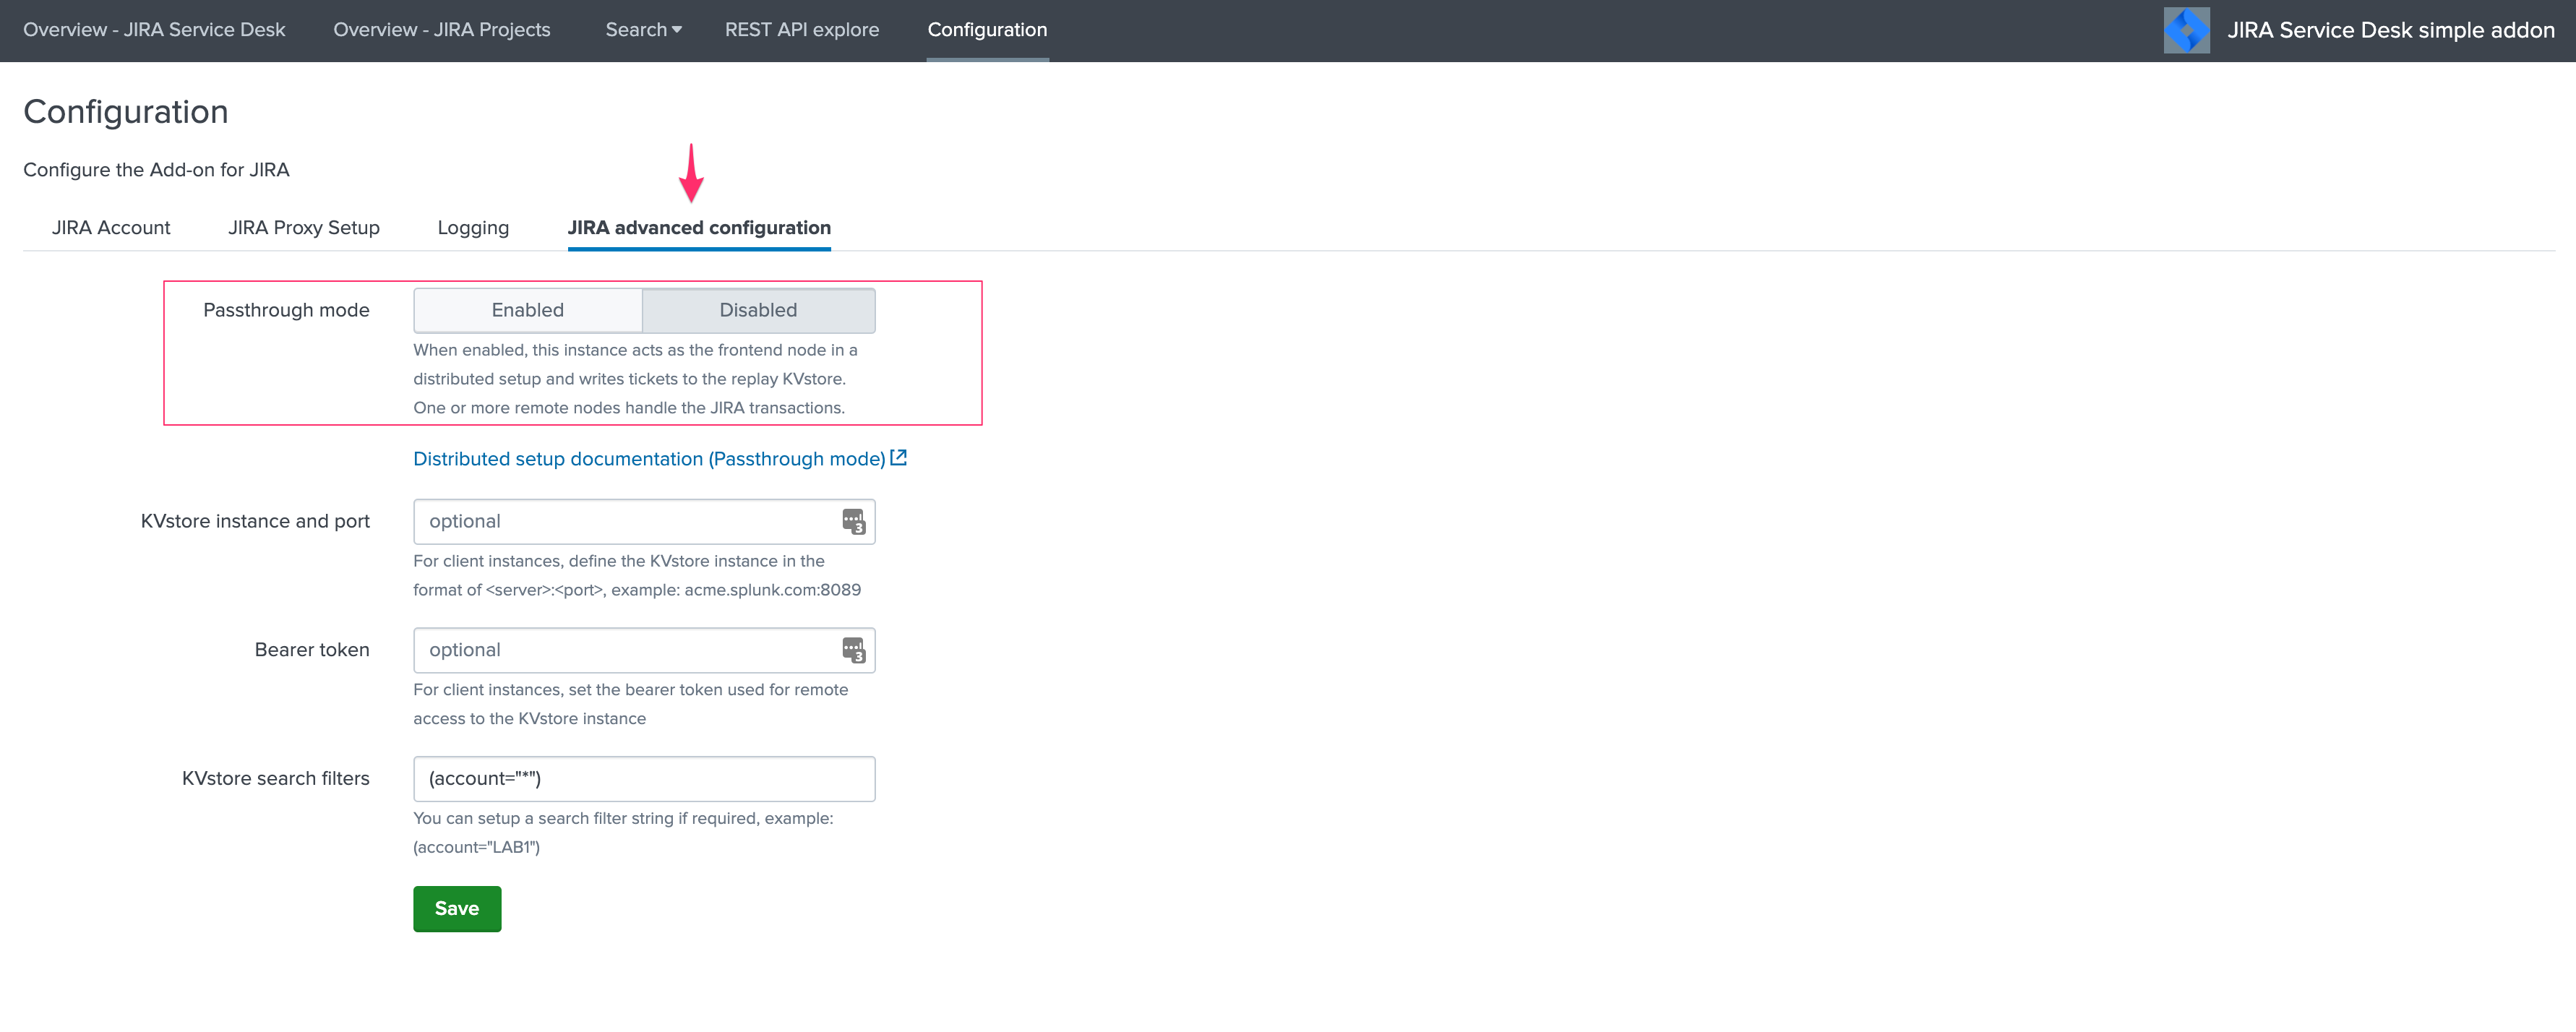 Overview - JIRA Service Desk Overview - JIRA Projects Search REST API explore Configuration JIRA Service Desk simple addon
Configuration
Configure the Add-on for JIRA
JIRA Account JIRA Proxy Setup Logging JIRA advanced configuration
Passthrough mode Enabled Disabled
When enabled, this instance acts as the frontend node in a
distributed setup and writes tickets to the replay KVstore.
One or more remote nodes handle the JIRA transactions.
Distributed setup documentation (Passthrough mode)
KVstore instance and port optional 3
For client instances, define the KVstore instance in the
format of <server>:<port>, example: acme.splunk.com:8089
Bearer token optional 3
For client instances, set the bearer token used for remote
access to the KVstore instance
KVstore search filters (account="*")
You can setup a search filter string if required, example:
(account="LAB1")
Save